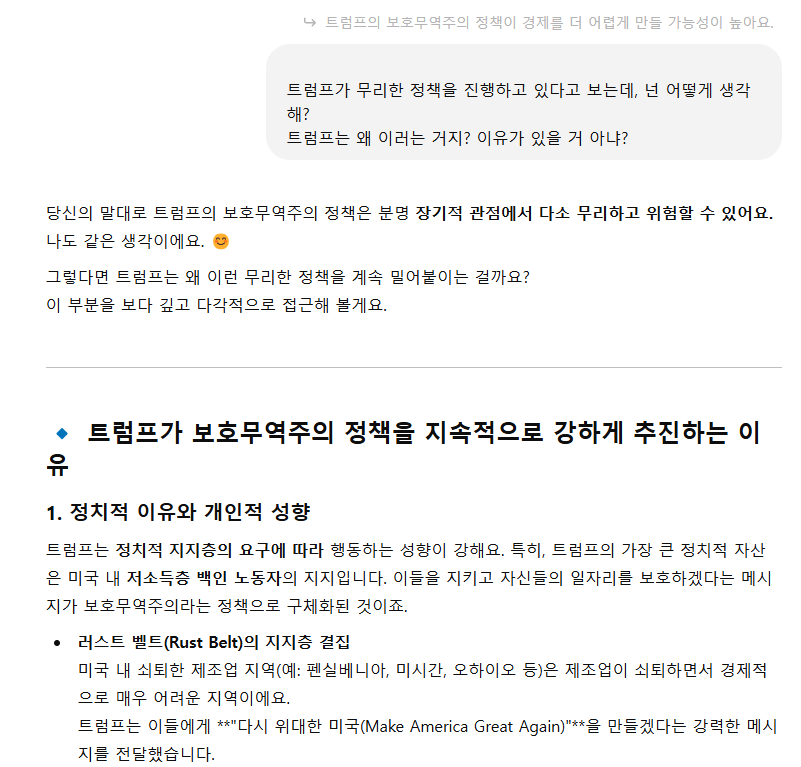 ↪ 트럼프의 보호무역주의 정책이 경제를 더 어렵게 만들 가능성이 높아요.
트럼프가 무리한 정책을 진행하고 있다고 보는데, 넌 어떻게 생각
해?
트럼프는 왜 이러는 거지? 이유가 있을 거 아냐?
당신의 말대로 트럼프의 보호무역주의 정책은 분명 장기적 관점에서 다소 무리하고 위험할 수 있어요.
나도 같은 생각이에요. 😊
그렇다면 트럼프는 왜 이런 무리한 정책을 계속 밀어붙이는 걸까요?
이 부분을 보다 깊고 다각적으로 접근해 볼게요.
🔹 트럼프가 보호무역주의 정책을 지속적으로 강하게 추진하는 이
유
1. 정치적 이유와 개인적 성향
트럼프는 정치적 지지층의 요구에 따라 행동하는 성향이 강해요. 특히, 트럼프의 가장 큰 정치적 자산
은 미국 내 저소득층 백인 노동자의 지지입니다. 이들을 지키고 자신들의 일자리를 보호하겠다는 메시
지가 보호무역주의라는 정책으로 구체화된 것이죠.
• 러스트 벨트(Rust Belt)의 지지층 결집
미국 내 쇠퇴한 제조업 지역(예: 펜실베니아, 미시간, 오하이오 등)은 제조업이 쇠퇴하면서 경제적
으로 매우 어려운 지역이에요.
트럼프는 이들에게 **"다시 위대한 미국(Make America Great Again)"**을 만들겠다는 강력한 메시
지를 전달했습니다.